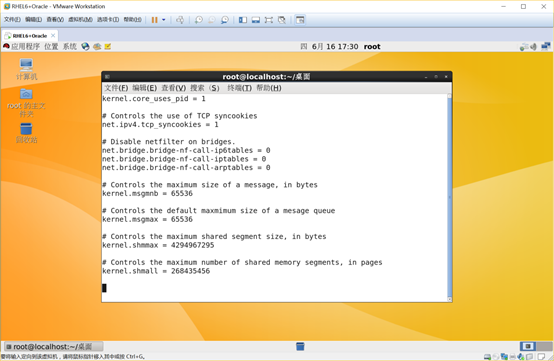 RHEL6+Oracle - VMware Workstation
文件(F) 编辑(E) 查看(V) 虚拟机(M) 选项卡(T) 帮助(H)
RHEL6+Oracle
应用程序 位置 系统
四 6月 16 17:30 root
计算机
root 的主文件夹
回收站
root@localhost:~/桌面
文件(F) 编辑(E) 查看(V) 搜索 (S) 终端(T) 帮助(H)
kernel.core_uses_pid = 1
# Controls the use of TCP syncookies
net.ipv4.tcp_syncookies = 1
# Disable netfilter on bridges.
net.bridge.bridge-nf-call-ip6tables = 0
net.bridge.bridge-nf-call-iptables = 0
net.bridge.bridge-nf-call-arptables = 0
# Controls the maximum size of a message, in bytes
kernel.msgmnb = 65536
# Controls the default maxmimum size of a mesage queue
kernel.msgmax = 65536
# Controls the maximum shared segment size, in bytes
kernel.shmmax = 4294967295
# Controls the maximum number of shared memory segments, in pages
kernel.shmall = 268435456
root@localhost:~/桌面
要将输入定向到该虚拟机，请将鼠标指针移入其中或按 Ctrl+G。